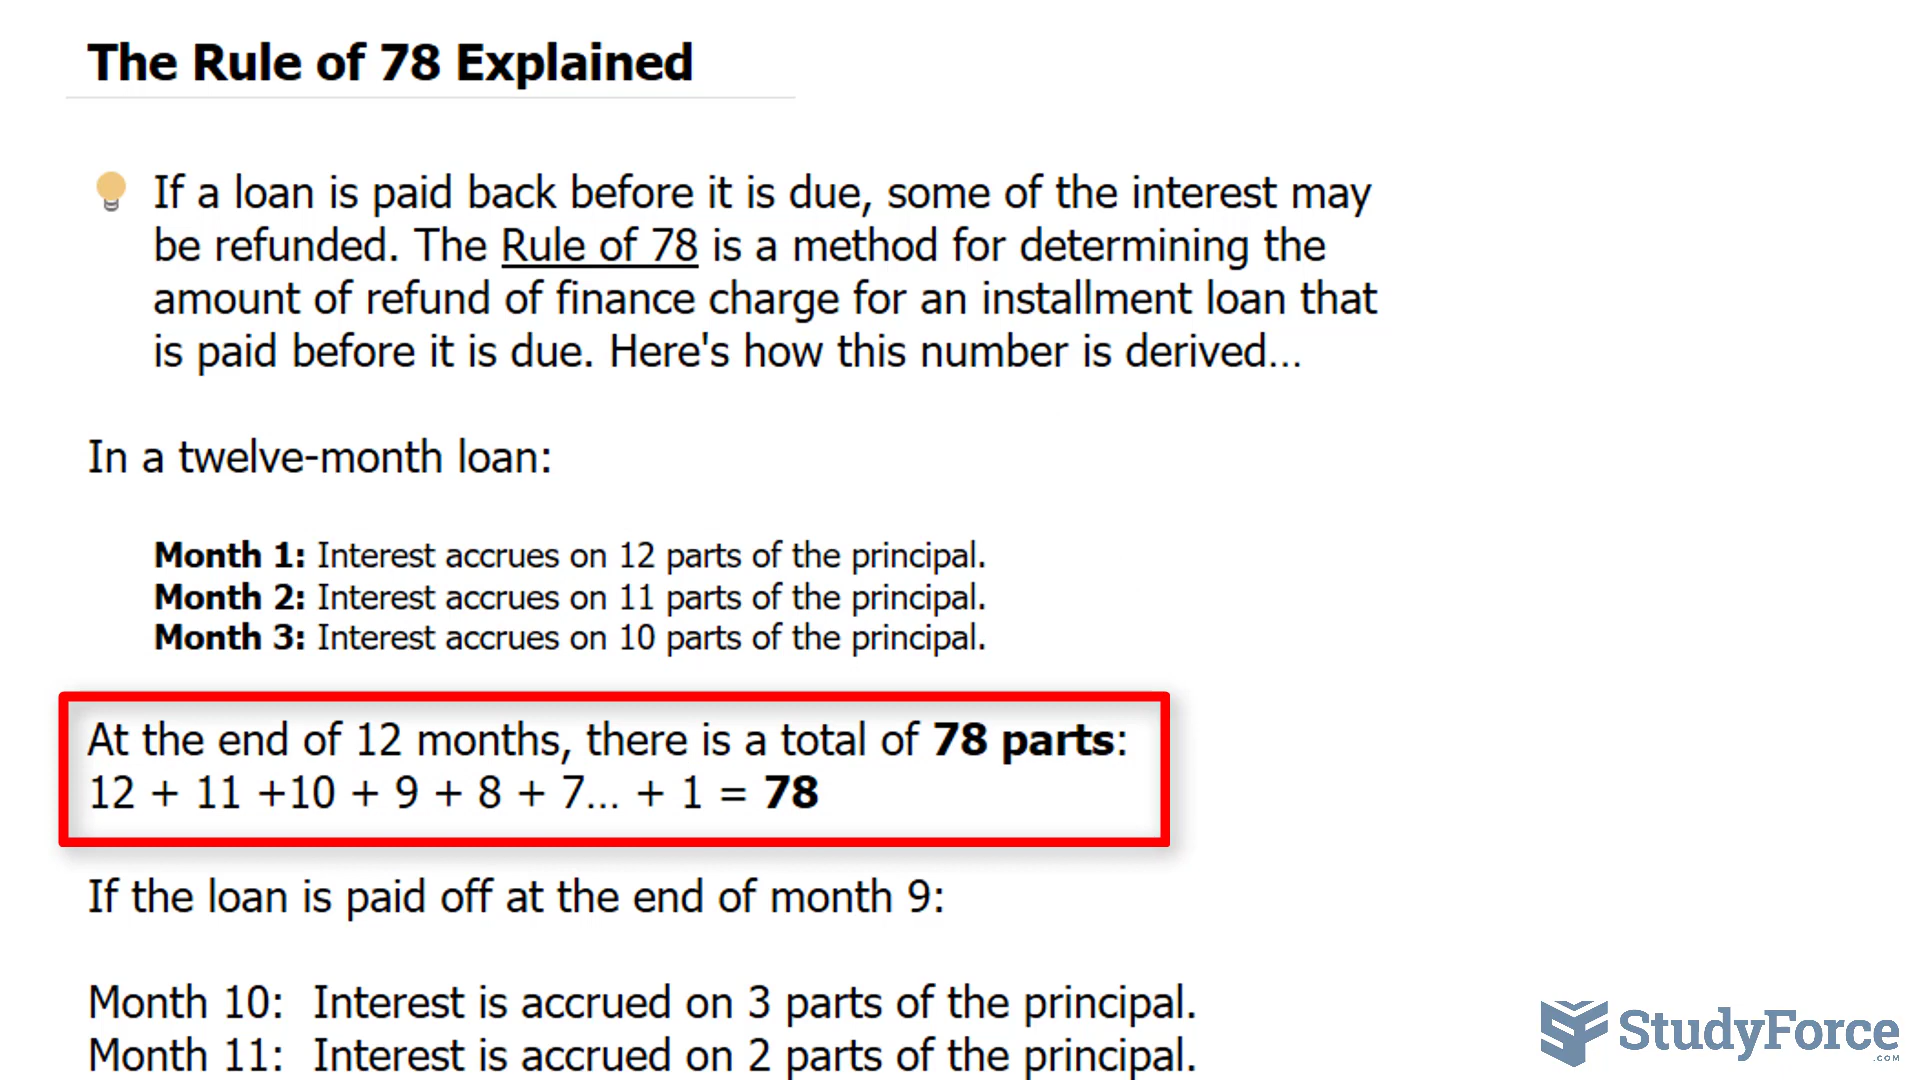 The Rule of 78 Explained
If a loan is paid back before it is due, some of the interest may
be refunded. The Rule of 78 is a method for determining the
amount of refund of finance charge for an installment loan that
is paid before it is due. Here's how this number is derived...
In a twelve-month loan:
Month 1: Interest accrues on 12 parts of the principal.
Month 2: Interest accrues on 11 parts of the principal.
Month 3: Interest accrues on 10 parts of the principal.
At the end of 12 months, there is a total of 78 parts:
12 + 11 +10 + 9 + 8 + 7... + 1 = 78
If the loan is paid off at the end of month 9:
Month 10: Interest is accrued on 3 parts of the principal.
Month 11: Interest is accrued on 2 parts of the principal.
SF StudyForce
.COM